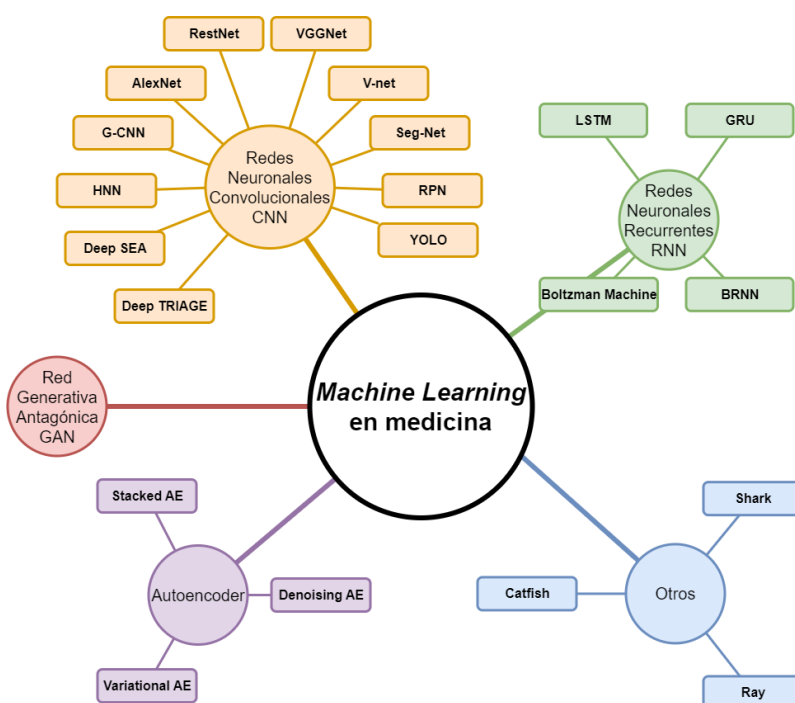 RestNet
VGGNet
AlexNet
V-net
G-CNN
Seg-Net
HNN
RPN
Deep SEA
YOLO
Deep TRIAGE
Redes
Neuronales
Convolucionales
CNN
LSTM
GRU
Redes
Neuronales
Recurrentes
RNN
Boltzman Machine
BRNN
Machine Learning
en medicina
Red
Generativa
Antagónica
GAN
Stacked AE
Autoencoder
Denoising AE
Variational AE
Shark
Catfish
Otros
Ray